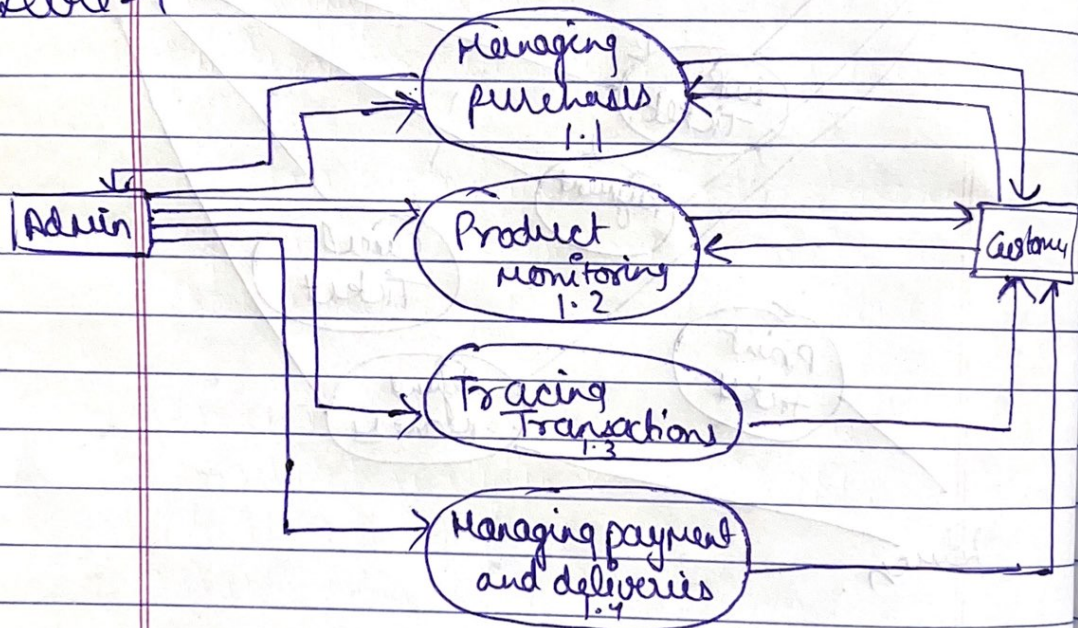 Managing
purchases
1.1
Admin
Product
Monitoring
1.2
Customer
Tracing
Transactions
1.3
Managing payment
and deliveries
1.4